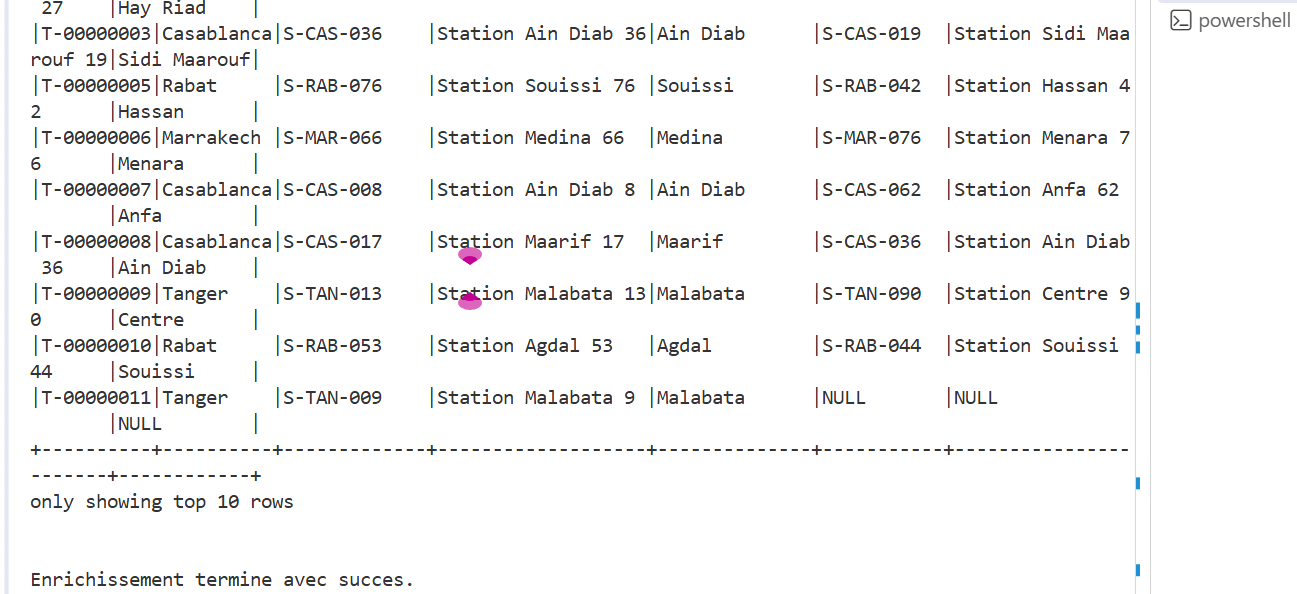 27    |Hay Riad    |
|T-00000003|Casablanca|S-CAS-036    |Station Ain Diab 36|Ain Diab      |S-CAS-019  |Station Sidi Maa
rouf 19|Sidi Maarouf|
|T-00000005|Rabat     |S-RAB-076    |Station Souissi 76 |Souissi       |S-RAB-042  |Station Hassan 4
2      |Hassan      |
|T-00000006|Marrakech |S-MAR-066    |Station Medina 66  |Medina        |S-MAR-076  |Station Menara 7
6      |Menara      |
|T-00000007|Casablanca|S-CAS-008    |Station Ain Diab 8 |Ain Diab      |S-CAS-062  |Station Anfa 62
       |Anfa        |
|T-00000008|Casablanca|S-CAS-017    |Station Maarif 17  |Maarif        |S-CAS-036  |Station Ain Diab
 36    |Ain Diab    |
|T-00000009|Tanger    |S-TAN-013    |Station Malabata 13|Malabata      |S-TAN-090  |Station Centre 9
0      |Centre      |
|T-00000010|Rabat     |S-RAB-053    |Station Agdal 53   |Agdal         |S-RAB-044  |Station Souissi
44     |Souissi     |
|T-00000011|Tanger    |S-TAN-009    |Station Malabata 9 |Malabata      |NULL       |NULL
       |NULL        |
+----------+----------+-------------+-------------------+--------------+-----------+----------------
-------+------------+
only showing top 10 rows
Enrichissement termine avec succes.
powershell